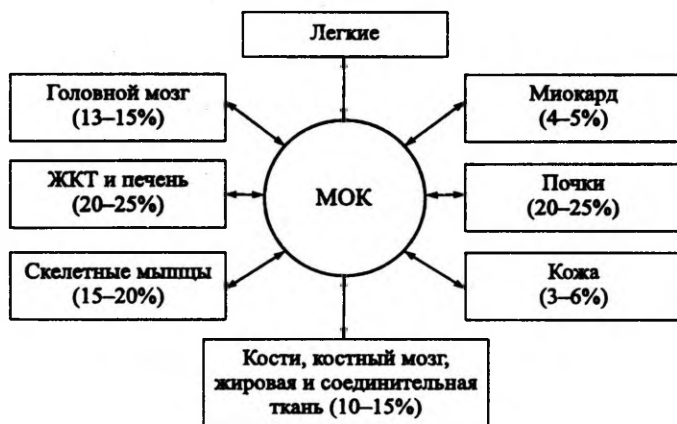 Легкие
Головной мозг
(13–15%)
Миокард
(4–5%)
ЖКТ и печень
(20–25%)
МОК
Почки
(20–25%)
Скелетные мышцы
(15–20%)
Кожа
(3–6%)
Кости, костный мозг,
жировая и соединительная
ткань (10–15%)